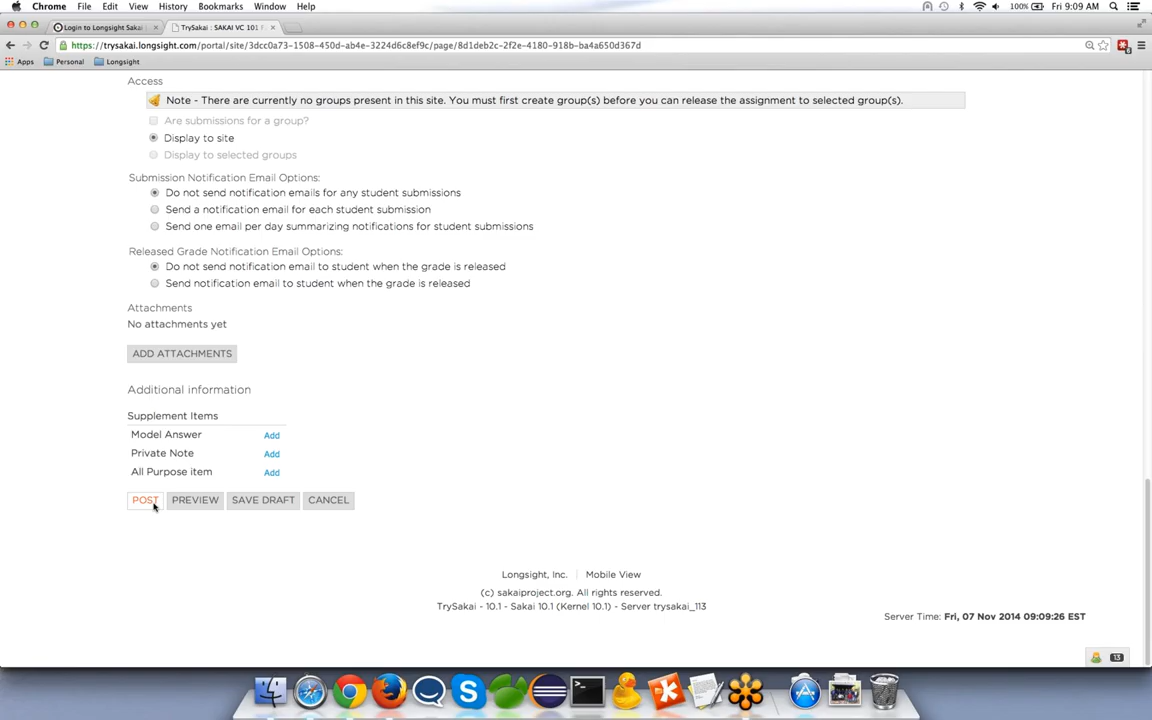 Chrome File Edit View History Bookmarks Window Help 100% Fri 9:09 AM
Login to Longsight Sakai TrySakai : SAKAI VC 101 F
https://trysakai.longsight.com/portal/site/3dcc0a73-1508-450d-ab4e-3224d6c8ef9c/page/8d1deb2c-2f2e-4180-918b-ba4a650d367d
Apps Personal Longsight
Access
Note - There are currently no groups present in this site. You must first create group(s) before you can release the assignment to selected group(s).
Are submissions for a group?
Display to site
Display to selected groups
Submission Notification Email Options:
Do not send notification emails for any student submissions
Send a notification email for each student submission
Send one email per day summarizing notifications for student submissions
Released Grade Notification Email Options:
Do not send notification email to student when the grade is released
Send notification email to student when the grade is released
Attachments
No attachments yet
ADD ATTACHMENTS
Additional information
Supplement Items
Model Answer Add
Private Note Add
All Purpose item Add
POST PREVIEW SAVE DRAFT CANCEL
Longsight, Inc. | Mobile View
(c) sakaiproject.org. All rights reserved.
TrySakai - 10.1 - Sakai 10.1 (Kernel 10.1) - Server trysakai_113
Server Time: Fri, 07 Nov 2014 09:09:26 EST
13